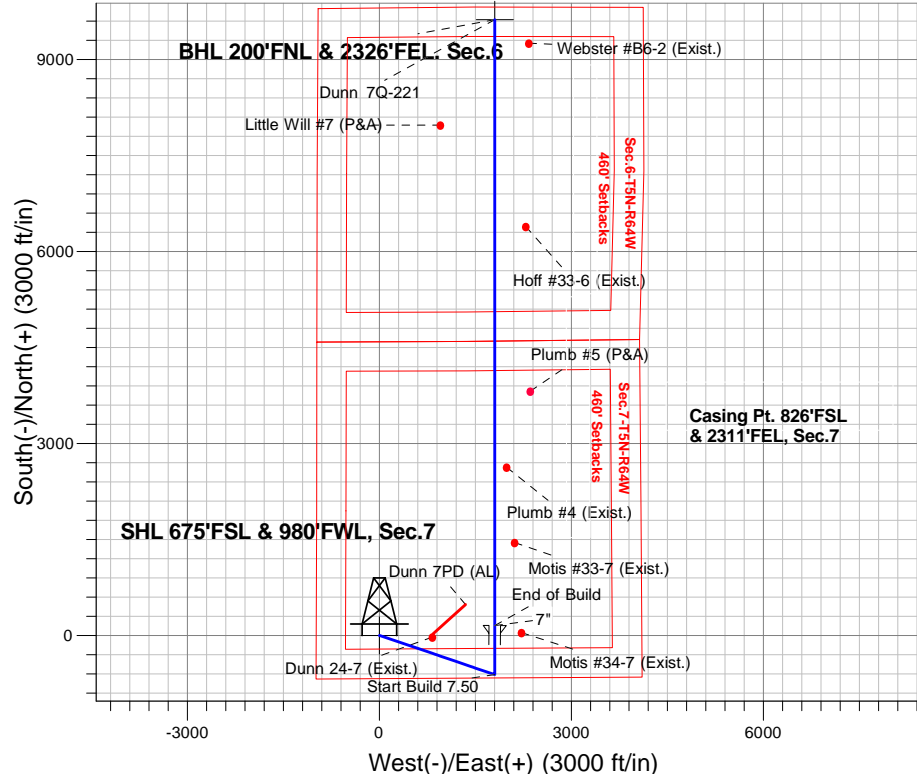 9000
6000
3000
0
South(-)/North(+) (3000 ft/in)
BHL 200'FNL & 2326'FEL, Sec.6
Webster #B6-2 (Exist.)
Dunn 7Q-221
Little Will #7 (P&A)
Sec.6-T5N-R64W
460' Setbacks
Hoff #33-6 (Exist.)
Plumb #5 (P&A)
Sec.7-T5N-R64W
460' Setbacks
Casing Pt. 826'FSL
& 2311'FEL, Sec.7
Plumb #4 (Exist.)
SHL 675'FSL & 980'FWL, Sec.7
Motis #33-7 (Exist.)
Dunn 7PD (AL)
End of Build
7"
Dunn 24-7 (Exist.)
Motis #34-7 (Exist.)
Start Build 7.50
-3000
0
3000
6000
West(-)/East(+) (3000 ft/in)